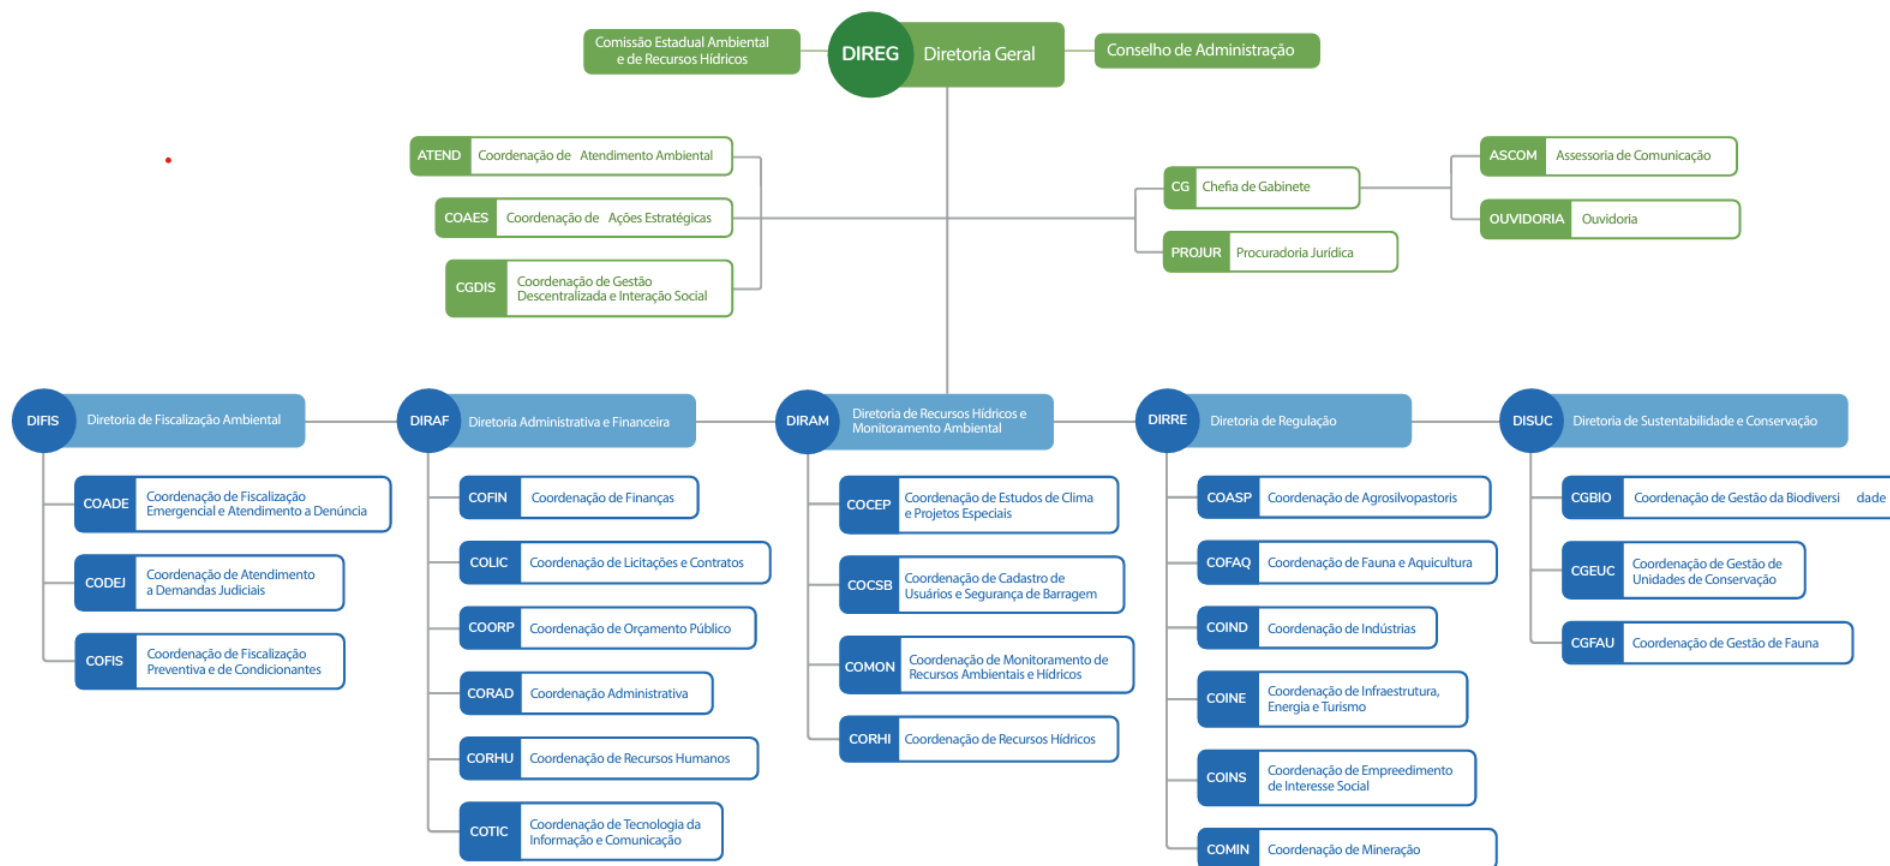 Comissão Estadual Ambiental
e de Recursos Hídricos
DIREG Diretoria Geral
Conselho de Administração
ATEND Coordenação de Atendimento Ambiental
COAES Coordenação de Ações Estratégicas
CGDIS Coordenação de Gestão
Descentralizada e Interação Social
CG Chefia de Gabinete
PROJUR Procuradoria Jurídica
ASCOM Assessoria de Comunicação
OUVIDORIA Ouvidoria
DIFIS Diretoria de Fiscalização Ambiental
COADE Coordenação de Fiscalização
Emergencial e Atendimento a Denúncia
CODEJ Coordenação de Atendimento
a Demandas Judiciais
COFIS Coordenação de Fiscalização
Preventiva e de Condicionantes
DIRAF Diretoria Administrativa e Financeira
COFIN Coordenação de Finanças
COLIC Coordenação de Licitações e Contratos
COORP Coordenação de Orçamento Público
CORAD Coordenação Administrativa
CORHU Coordenação de Recursos Humanos
COTIC Coordenação de Tecnologia da
Informação e Comunicação
DIRAM Diretoria de Recursos Hídricos e
Monitoramento Ambiental
COCEP Coordenação de Estudos de Clima
e Projetos Especiais
COCSB Coordenação de Cadastro de
Usuários e Segurança de Barragem
COMON Coordenação de Monitoramento de
Recursos Ambientais e Hídricos
CORHI Coordenação de Recursos Hídricos
DIRRE Diretoria de Regulação
COASP Coordenação de Agrosilvopastoris
COFAQ Coordenação de Fauna e Aquicultura
COIND Coordenação de Indústrias
COINE Coordenação de Infraestrutura,
Energia e Turismo
COINS Coordenação de Empreedimento
de Interesse Social
COMIN Coordenação de Mineração
DISUC Diretoria de Sustentabilidade e Conservação
CGBIO Coordenação de Gestão da Biodiversi dade
CGEUC Coordenação de Gestão de
Unidades de Conservação
CGFAU Coordenação de Gestão de Fauna